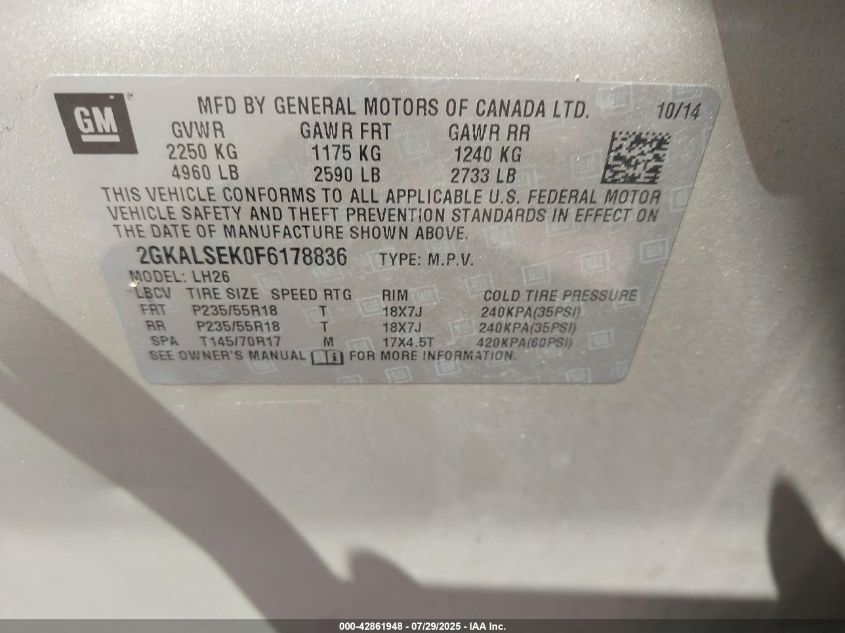 GM
MFD BY GENERAL MOTORS OF CANADA LTD. 10/14
GVWR GAWR FRT GAWR RR
2250 KG 1175 KG 1240 KG
4960 LB 2590 LB 2733 LB
THIS VEHICLE CONFORMS TO ALL APPLICABLE U.S. FEDERAL MOTOR
VEHICLE SAFETY AND THEFT PREVENTION STANDARDS IN EFFECT ON
THE DATE OF MANUFACTURE SHOWN ABOVE.
2GKALSEK0F6178836 TYPE: M.P.V.
MODEL: LH26
LBCV TIRE SIZE SPEED RTG RIM COLD TIRE PRESSURE
FRT P235/55R18 T 18X7J 240KPA(35PSI)
RR P235/55R18 T 18X7J 240KPA(35PSI)
SPA T145/70R17 M 17X4.5T 420KPA(60PSI)
SEE OWNER'S MANUAL FOR MORE INFORMATION.
000-42861948 - 07/29/2025 - IAA Inc.